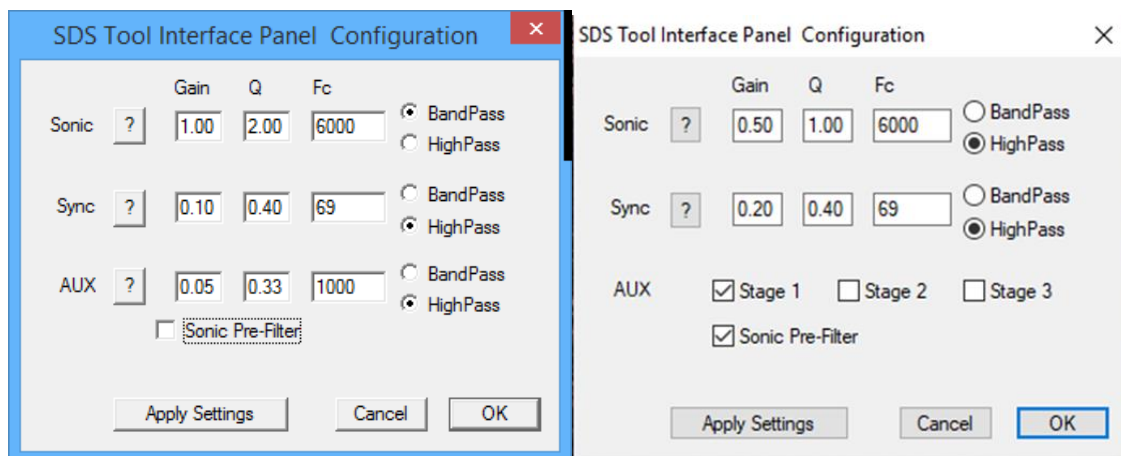 SDS Tool Interface Panel  Configuration
Gain Q Fc
Sonic ? 1.00 2.00 6000 BandPass
HighPass
Sync ? 0.10 0.40 69 BandPass
HighPass
AUX ? 0.05 0.33 1000 BandPass
HighPass
Sonic Pre-Filter
Apply Settings Cancel OK
SDS Tool Interface Panel  Configuration
Gain Q Fc
Sonic ? 0.50 1.00 6000 BandPass
HighPass
Sync ? 0.20 0.40 69 BandPass
HighPass
AUX Stage 1 Stage 2 Stage 3
Sonic Pre-Filter
Apply Settings Cancel OK